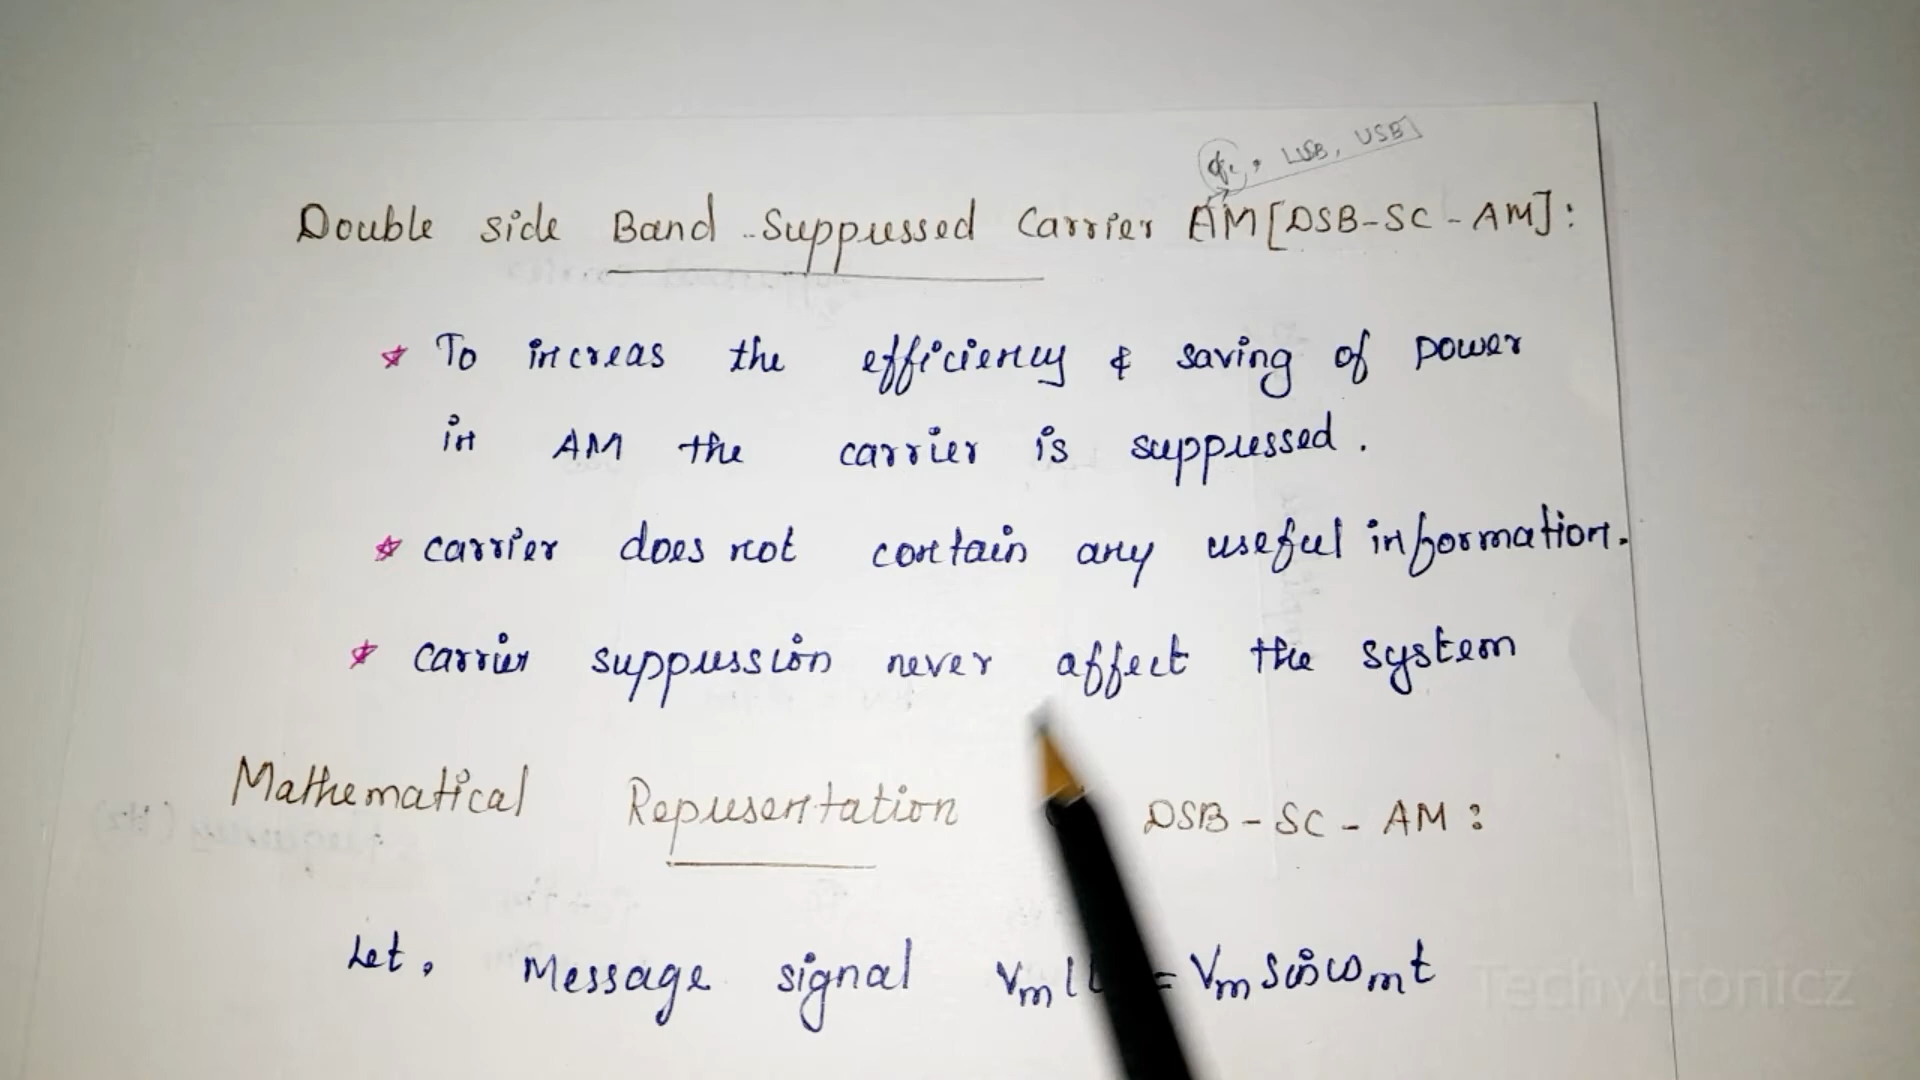 fc, LSB, USB
Double side Band Suppressed Carrier AM [DSB-SC-AM]:
* To increas the efficiency & saving of power
in AM the carrier is suppressed.
* carrier does not contain any useful information.
* carrier suppression never affect the system
Mathematical Representation DSB-SC-AM:
Let, Message signal = Vm sin ωmt
Techytronicz